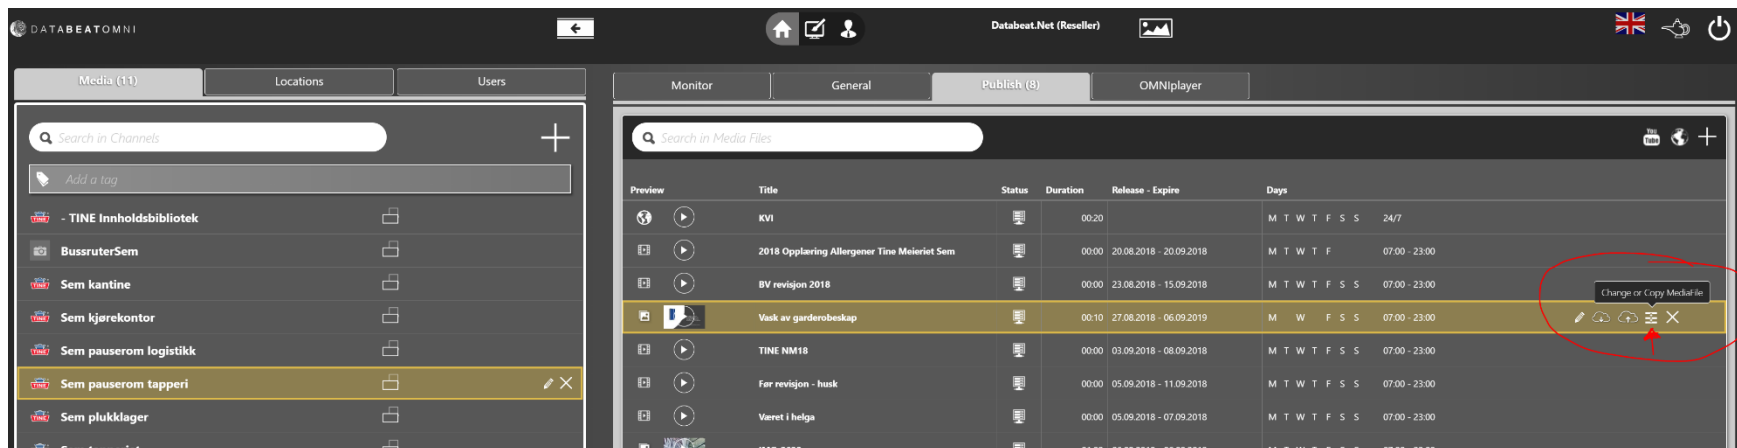 DATABEATOMNI
Databeat.Net (Reseller)
Media (11) Locations Users
Monitor General Publish (8) OMNIplayer
Search in Channels
Add a tag
- TINE Innholdsbibliotek
BussruterSem
Sem kantine
Sem kjørekontor
Sem pauserom logistikk
Sem pauserom tapperi
Sem plukklager
Search in Media Files
You Tube
Preview Title Status Duration Release - Expire Days
KVI 00:20 M T W T F S S 24/7
2018 Opplæring Allergener Tine Meieriet Sem 00:00 20.08.2018 - 20.09.2018 M T W T F 07:00 - 23:00
BV revisjon 2018 00:00 23.08.2018 - 15.09.2018 M T W T F S S 07:00 - 23:00
Change or Copy MediaFile
Vask av garderobeskap 00:10 27.08.2018 - 06.09.2019 M W F S S 07:00 - 23:00
TINE NM18 00:00 03.09.2018 - 08.09.2018 M T W T F S S 07:00 - 23:00
Før revisjon - husk 00:00 05.09.2018 - 11.09.2018 M T W T F S S 07:00 - 23:00
Været i helga 00:00 05.09.2018 - 07.09.2018 M T W T F S S 07:00 - 23:00